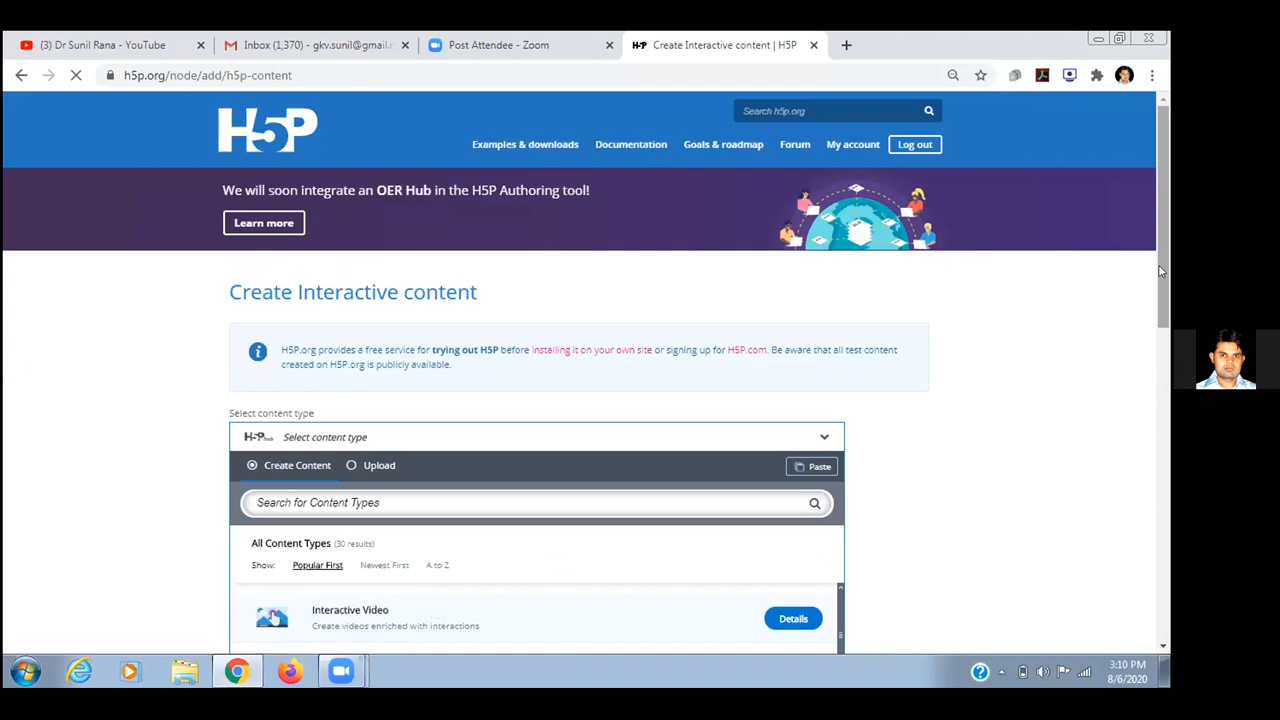 (3) Dr Sunil Rana - YouTube
Inbox (1,370) - gkv.sunil@gmail.c
Post Attendee - Zoom
H5P Create Interactive content | H5P
h5p.org/node/add/h5p-content
H5P
Search h5p.org
Examples & downloads Documentation Goals & roadmap Forum My account Log out
We will soon integrate an OER Hub in the H5P Authoring tool!
Learn more
Create Interactive content
H5P.org provides a free service for trying out H5P before installing it on your own site or signing up for H5P.com. Be aware that all test content
created on H5P.org is publicly available.
Select content type
H5P hub Select content type
Create Content Upload Paste
Search for Content Types
All Content Types (30 results)
Show: Popular First Newest First A to Z
Interactive Video
Create videos enriched with interactions
Details
3:10 PM
8/6/2020